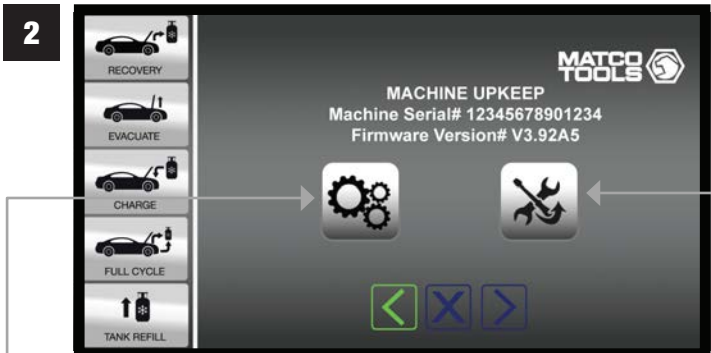 2
RECOVERY
EVACUATE
CHARGE
FULL CYCLE
TANK REFILL
MATCO
TOOLS
MACHINE UPKEEP
Machine Serial# 12345678901234
Firmware Version# V3.92A5